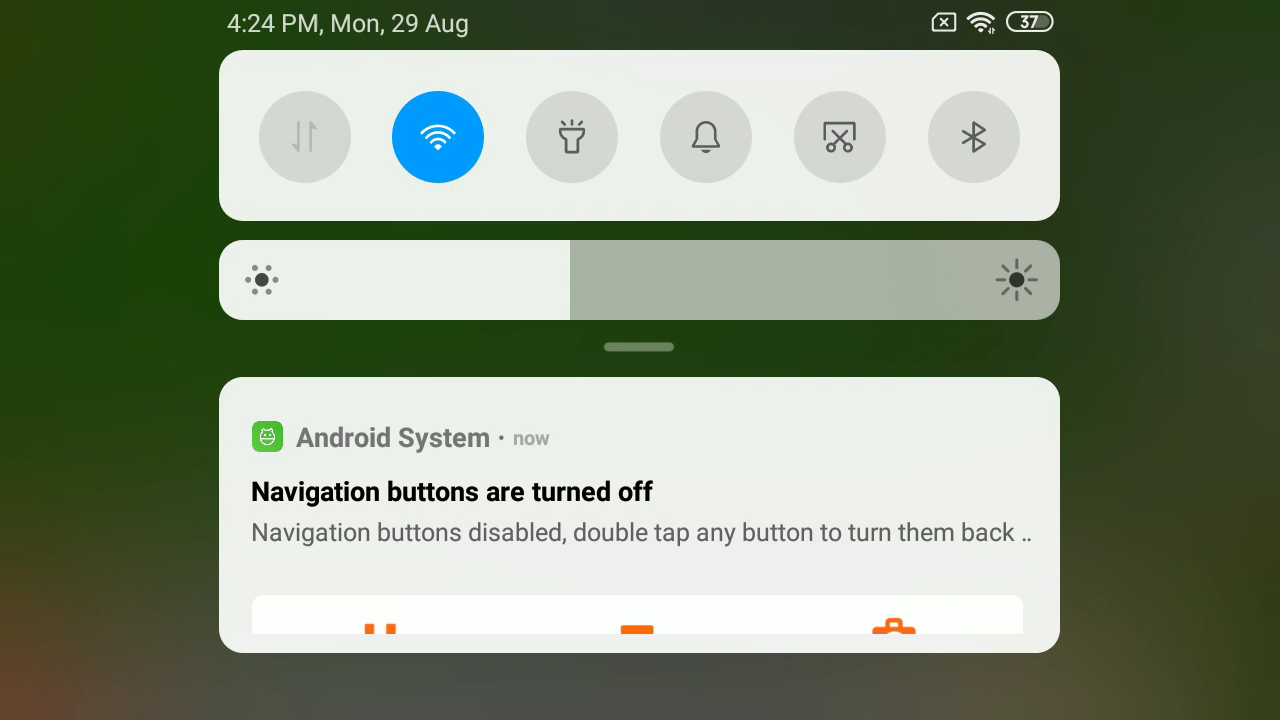 4:24 PM, Mon, 29 Aug
37
Android System · now
Navigation buttons are turned off
Navigation buttons disabled, double tap any button to turn them back ..